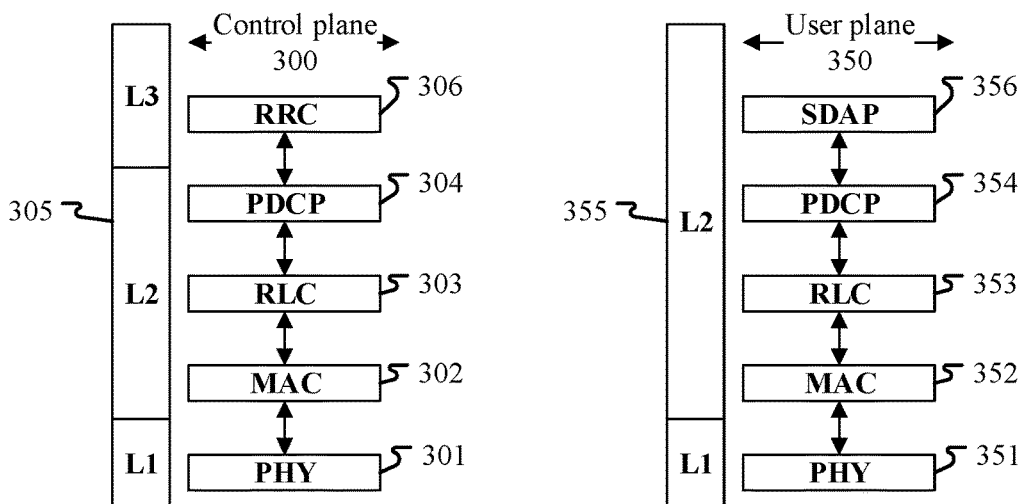 Control plane
300
L3
RRC
306
PDCP
304
305
L2
RLC
303
MAC
302
L1
PHY
301
User plane
350
SDAP
356
PDCP
354
355
L2
RLC
353
MAC
352
L1
PHY
351